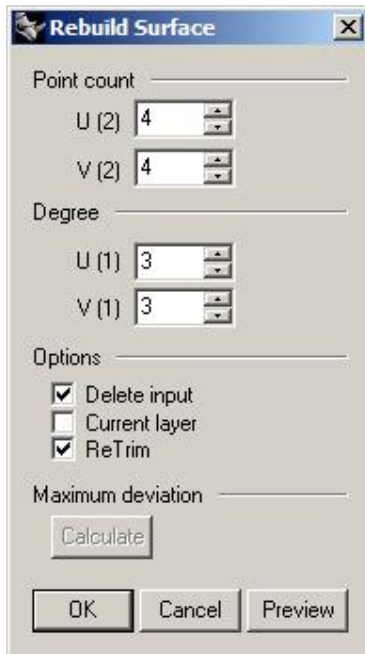 Rebuild Surface
Point count
U (2) 4
V (2) 4
Degree
U (1) 3
V (1) 3
Options
Delete input
Current layer
ReTrim
Maximum deviation
Calculate
OK Cancel Preview